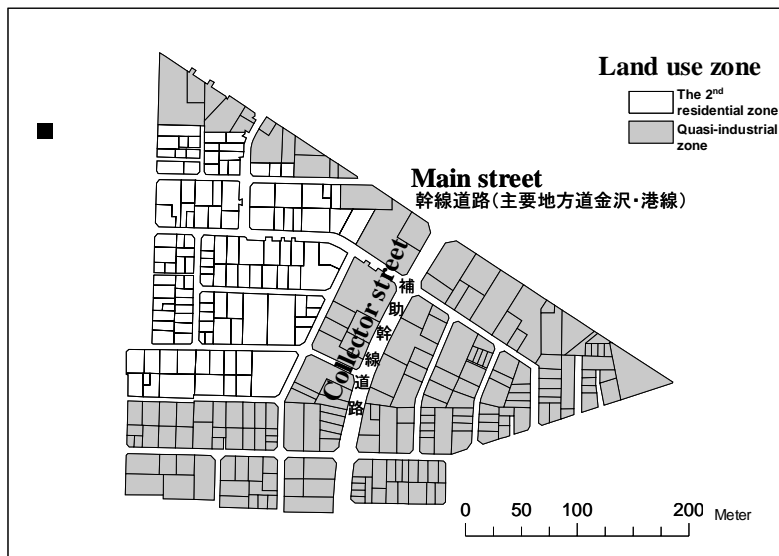 Land use zone
The 2nd
residential zone
Quasi-industrial
zone
Main street
幹線道路(主要地方道金沢・港線)
Collector street
補助幹線道路
0 50 100 200 Meter